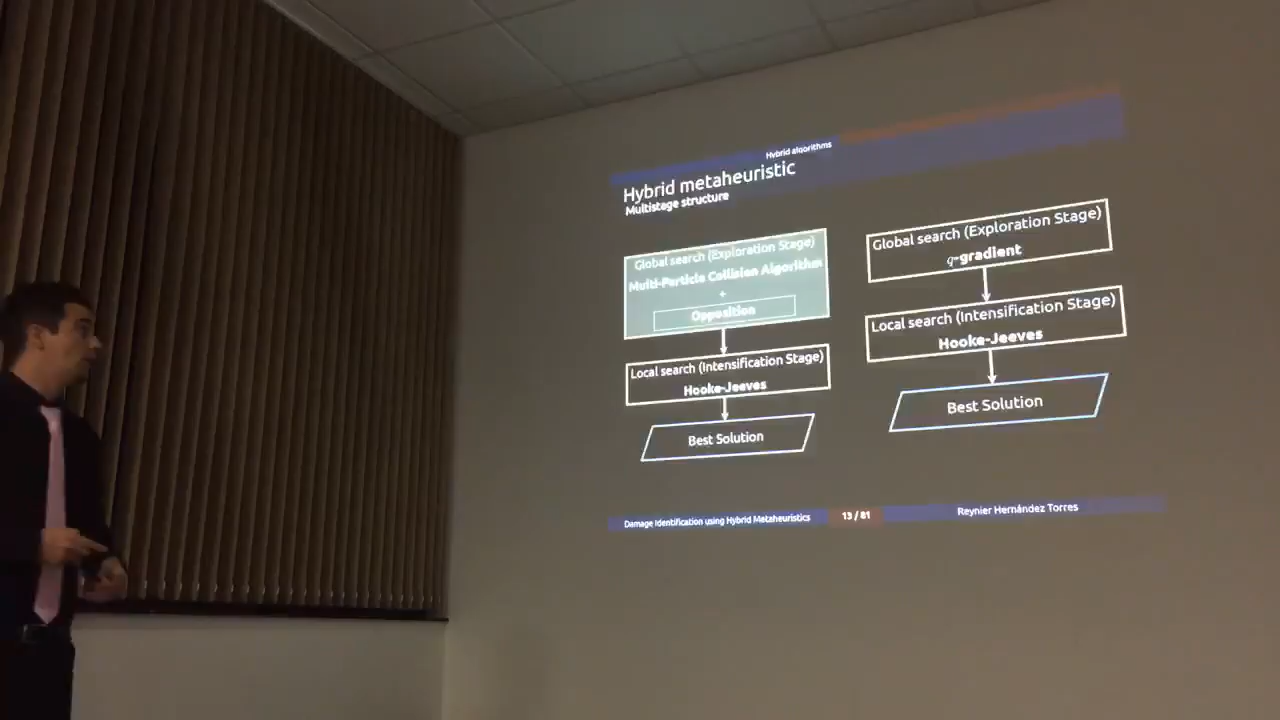 Hybrid algorithms
Hybrid metaheuristic
Multistage structure
Global search (Exploration Stage)
Multi-Particle Collision Algorithm
+
Opposition
Local search (Intensification Stage)
Hooke-Jeeves
Best Solution
Global search (Exploration Stage)
q-gradient
Local search (Intensification Stage)
Hooke-Jeeves
Best Solution
Damage Identification using Hybrid Metaheuristics
13 / 81
Reynier Hernández Torres